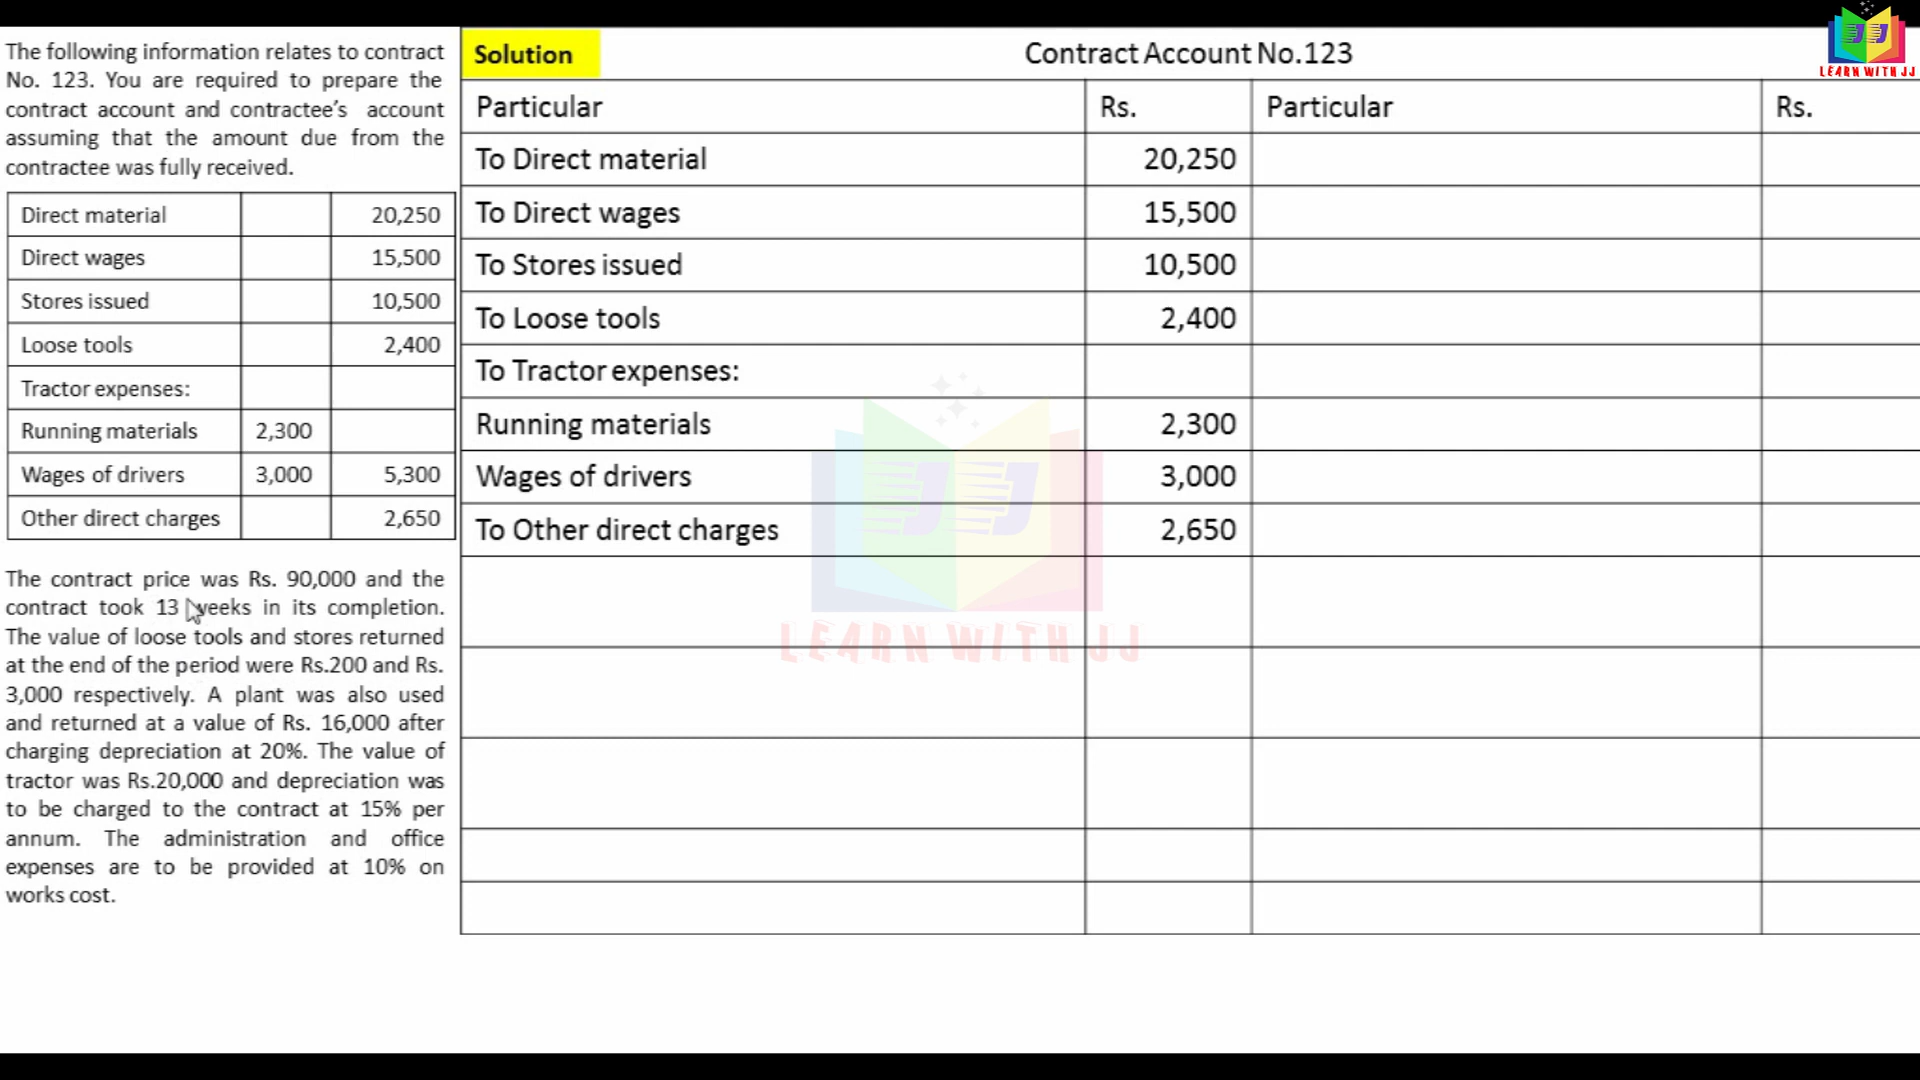 The following information relates to contract
No. 123. You are required to prepare the
contract account and contractee's account
assuming that the amount due from the
contractee was fully received.
Direct material 20,250
Direct wages 15,500
Stores issued 10,500
Loose tools 2,400
Tractor expenses:
Running materials 2,300
Wages of drivers 3,000 5,300
Other direct charges 2,650
The contract price was Rs. 90,000 and the
contract took 13 weeks in its completion.
The value of loose tools and stores returned
at the end of the period were Rs.200 and Rs.
3,000 respectively. A plant was also used
and returned at a value of Rs. 16,000 after
charging depreciation at 20%. The value of
tractor was Rs.20,000 and depreciation was
to be charged to the contract at 15% per
annum. The administration and office
expenses are to be provided at 10% on
works cost.
Solution Contract Account No.123
Particular Rs. Particular Rs.
To Direct material 20,250
To Direct wages 15,500
To Stores issued 10,500
To Loose tools 2,400
To Tractor expenses:
Running materials 2,300
Wages of drivers 3,000
To Other direct charges 2,650
JJ
LEARN WITH JJ
JJ
LEARN WITH JJ